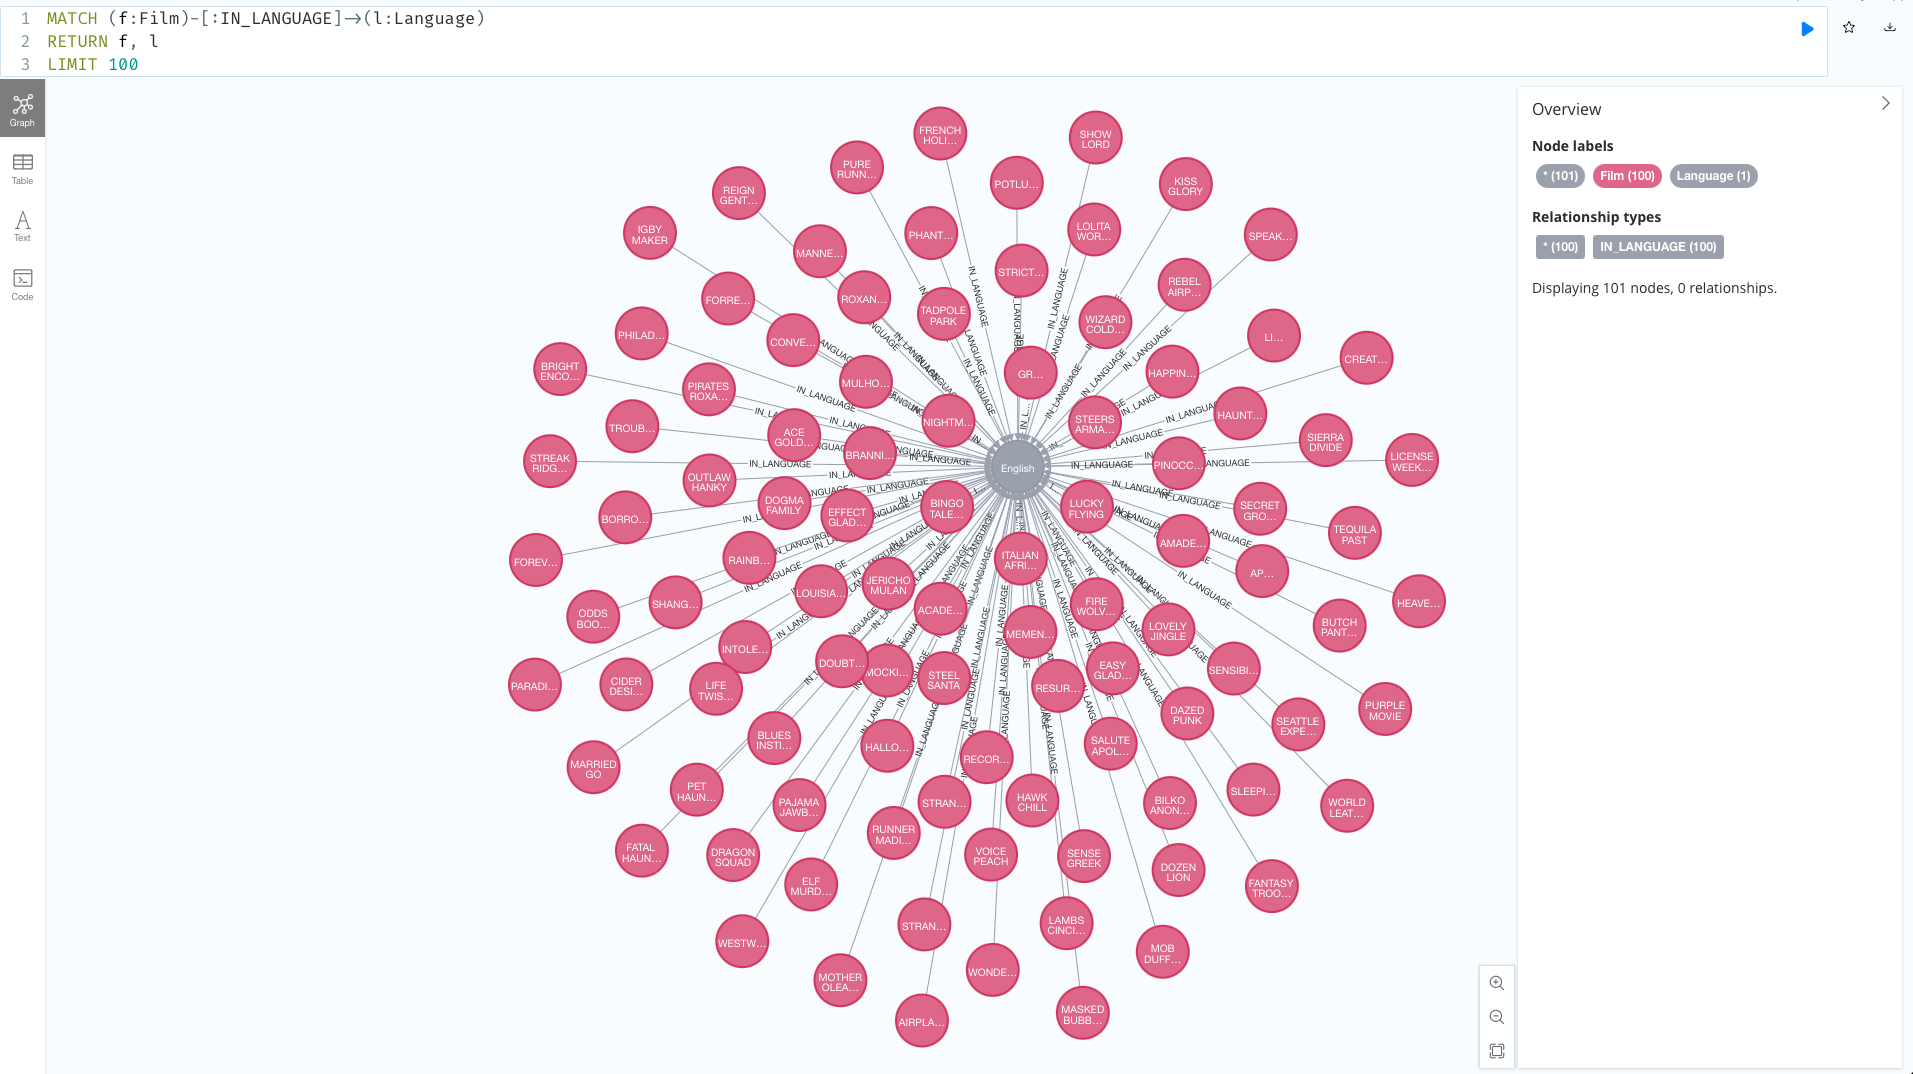 1 MATCH (f:Film)-[:IN_LANGUAGE]->(l:Language)
2 RETURN f, l
3 LIMIT 100
Graph
Table
Text
Code
Overview
Node labels
* (101) Film (100) Language (1)
Relationship types
* (100) IN_LANGUAGE (100)
Displaying 101 nodes, 0 relationships.
FRENCH
HOLI…
SHOW
LORD
PURE
RUNN…
POTLU…
KISS
GLORY
REIGN
GENT…
IGBY
MAKER
PHANT…
LOLITA
WOR…
SPEAK…
MANNE…
STRICT…
REBEL
AIRP…
FORRE…
ROXAN…
TADPOLE
PARK
WIZARD
COLD…
PHILAD…
CONVE…
LI…
CREAT…
BRIGHT
ENCO…
PIRATES
ROXA…
MULHO…
GR…
HAPPIN…
TROUB…
ACE
GOLD…
NIGHTM…
STEERS
ARMA…
HAUNT…
SIERRA
DIVIDE
STREAK
RIDG…
BRANNI…
English
PINOCC…
LICENSE
WEEK…
OUTLAW
HANKY
DOGMA
FAMILY
EFFECT
GLAD…
BINGO
TALE…
LUCKY
FLYING
SECRET
GRO…
BORRO…
TEQUILA
PAST
FOREV…
RAINB…
ITALIAN
AFRI…
AMADE…
AP…
ODDS
BOO…
SHANG…
LOUISIA…
JERICHO
MULAN
ACADE…
FIRE
WOLV…
HEAVE…
INTOLE…
MEMEN…
LOVELY
JINGLE
BUTCH
PANT…
PARADI…
CIDER
DESI…
LIFE
TWIS…
DOUBT…
MOCKI…
STEEL
SANTA
RESUR…
EASY
GLAD…
SENSIBI…
PURPLE
MOVIE
DAZED
PUNK
SEATTLE
EXPE…
MARRIED
GO
BLUES
INSTI…
HALLO…
RECOR…
SALUTE
APOL…
PET
HAUN…
PAJAMA
JAWB…
STRAN…
HAWK
CHILL
BILKO
ANON…
SLEEPI…
WORLD
LEAT…
FATAL
HAUN…
DRAGON
SQUAD
RUNNER
MADI…
VOICE
PEACH
SENSE
GREEK
DOZEN
LION
ELF
MURD…
FANTASY
TROO…
WESTW…
STRAN…
LAMBS
CINCI…
MOB
DUFF…
MOTHER
OLEA…
WONDE…
AIRPLA…
MASKED
BUBB…
IN_LANGUAGE
IN_LANGUAGE
IN_LANGUAGE
IN_LANGUAGE
IN_LANGUAGE
IN_LANGUAGE
IN_LANGUAGE
IN_LANGUAGE
IN_LANGUAGE
IN_LANGUAGE
IN_LANGUAGE